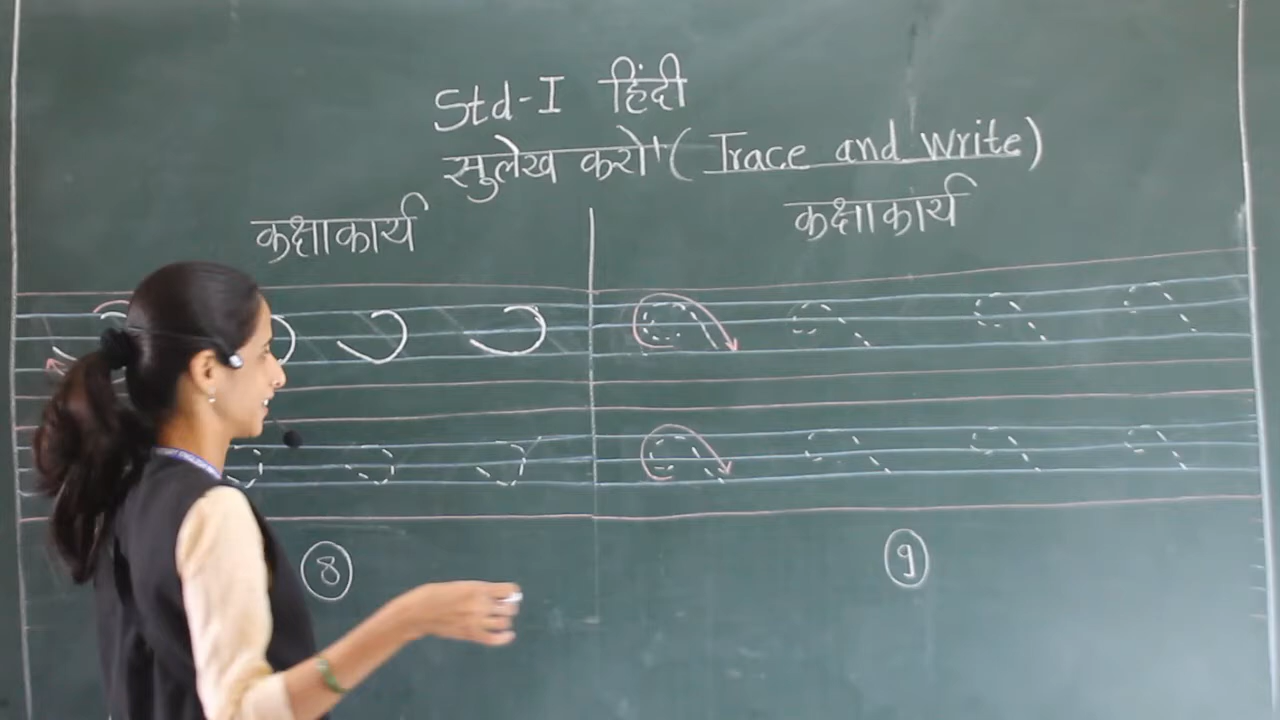 Std-I हिंदी
सुलेख करो (Trace and write)
कक्षाकार्य
कक्षाकार्य
8
9